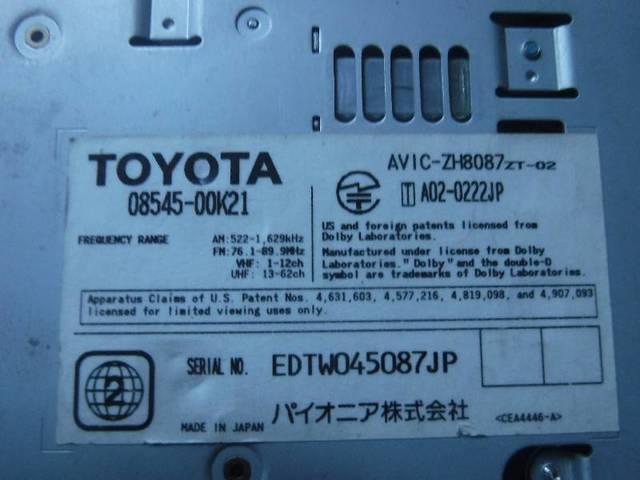 TOYOTA
08545-00K21
AVIC-ZH8087ZT-02
T A02-0222JP
FREQUENCY RANGE AM:522-1,629kHz
FM:76.1-89.9MHz
VHF: 1-12ch
UHF: 13-62ch
US and foreign patents licensed from
Dolby Laboratories.
Manufactured under license from Dolby
Laboratories." Dolby" and the double-D
symbol are trademarks of Dolby Laboratories.
Apparatus Claims of U.S. Patent Nos. 4,631,603, 4,577,216, 4,819,098, and 4,907,093
licensed for limited viewing uses only.
2
SERIAL NO. EDTW045087JP
MADE IN JAPAN パイオニア株式会社 <CEA4446-A>